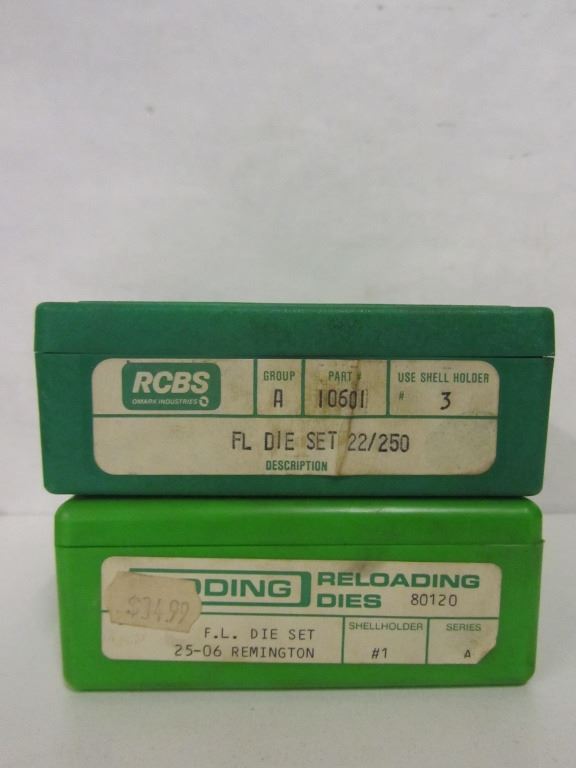 RCBS
OMARK INDUSTRIES
GROUP
A
PART #
10601
USE SHELL HOLDER
# 3
FL DIE SET 22/250
DESCRIPTION
DDING
RELOADING
DIES 80120
$34.99
F.L. DIE SET
25-06 REMINGTON
SHELLHOLDER
#1
SERIES
A